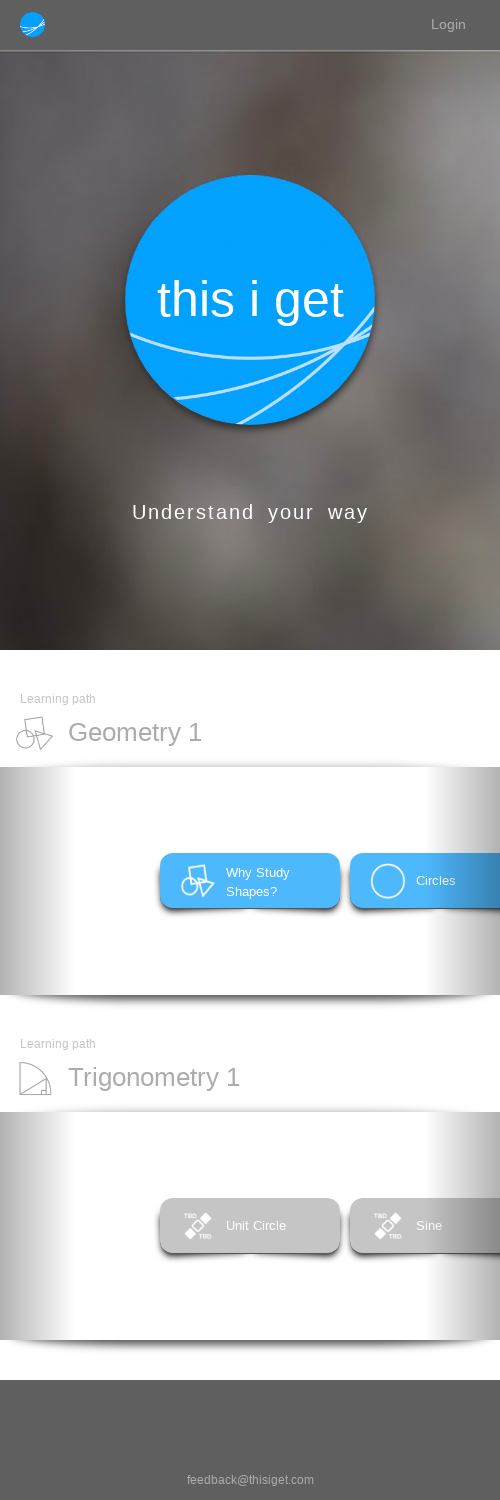 Login
this i get
Understand your way
Learning path
Geometry 1
Why Study
Shapes?
Circles
Learning path
Trigonometry 1
TBD
TBD
Unit Circle
TBD
TBD
Sine
feedback@thisiget.com